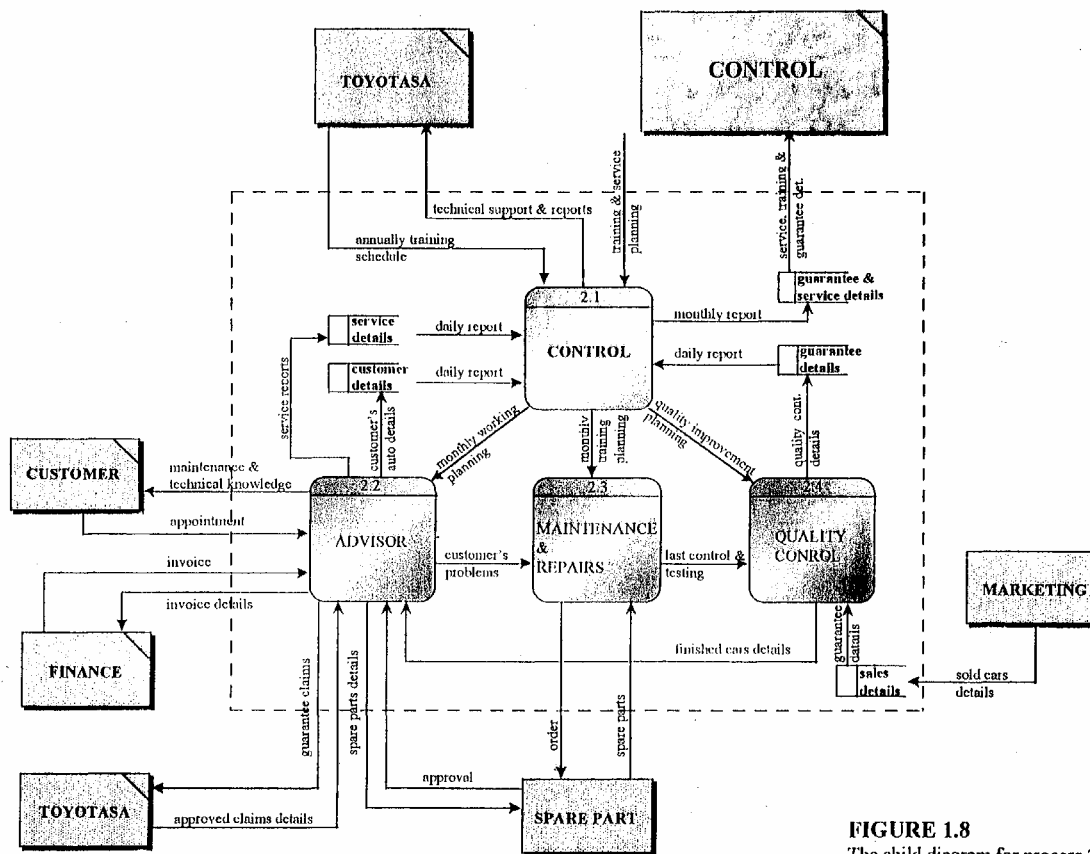 TOYOTASA
CONTROL
technical support & reports
annually training
schedule
training & service
planning
service, training &
guarantee det.
guarantee &
service details
2.1
CONTROL
monthly report
service
details
daily report
daily report
guarantee
details
customer
details
daily report
service reports
customer's
auto details
monthly working
planning
monthly
training
planning
quality improvement
planning
quality cont.
details
CUSTOMER
maintenance &
technical knowledge
appointment
invoice
invoice details
FINANCE
2.2
ADVISOR
customer's
problems
2.3
MAINTENANCE
&
REPAIRS
last control &
testing
2.4
QUALITY
CONROL
MARKETING
sold cars
details
guarantee
datails
sales
details
finished cars details
guarantee claims
spare parts details
order
spare parts
approval
TOYOTASA
approved claims details
SPARE PART
FIGURE 1.8
The child diagram for process